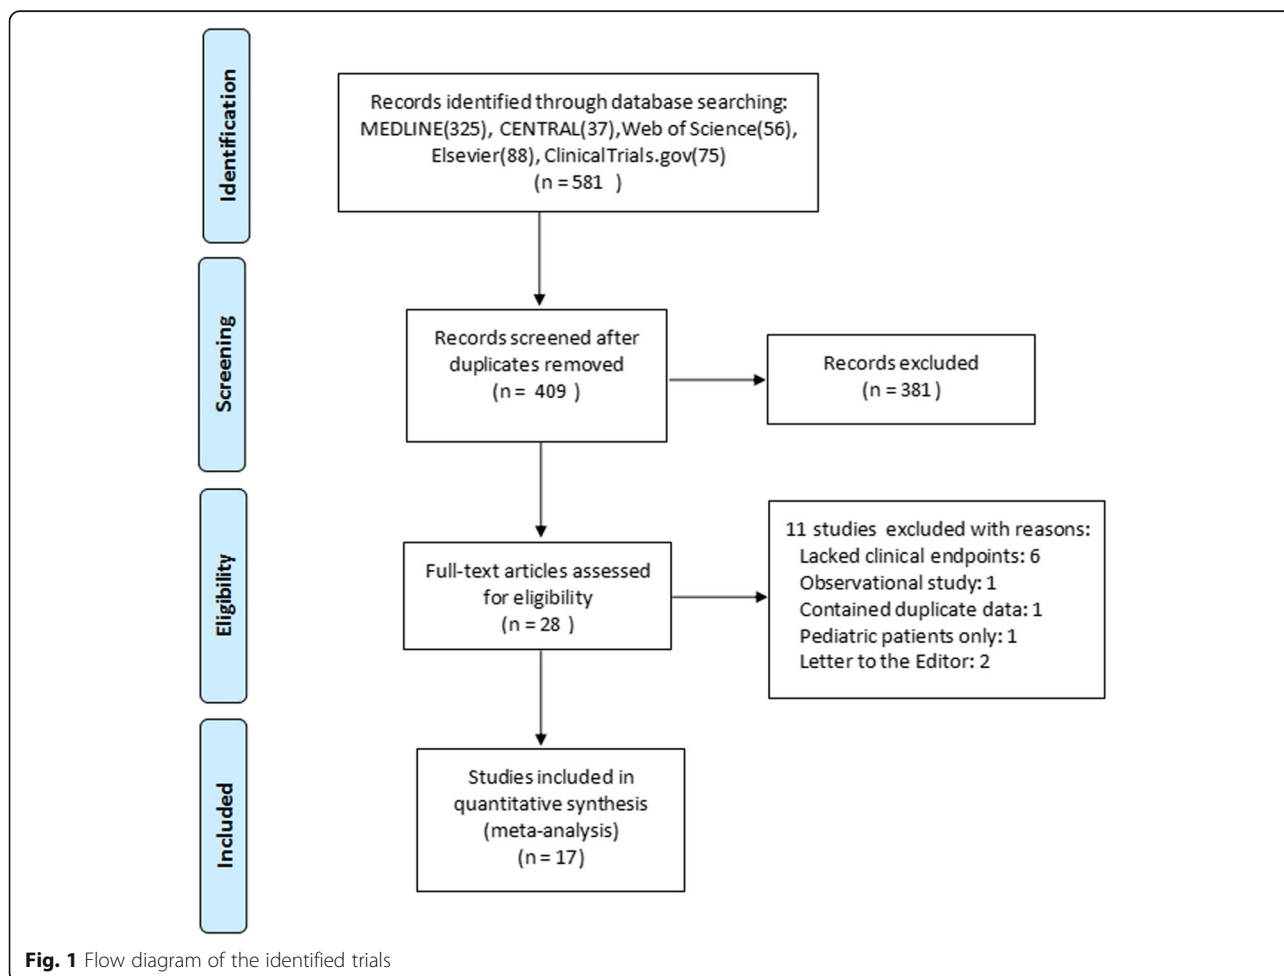 Identification
Records identified through database searching:
MEDLINE(325), CENTRAL(37),Web of Science(56),
Elsevier(88), ClinicalTrials.gov(75)
(n = 581 )
Screening
Records screened after
duplicates removed
(n = 409 )
Records excluded
(n = 381)
Eligibility
Full-text articles assessed
for eligibility
(n = 28 )
11 studies excluded with reasons:
Lacked clinical endpoints: 6
Observational study: 1
Contained duplicate data: 1
Pediatric patients only: 1
Letter to the Editor: 2
Included
Studies included in
quantitative synthesis
(meta-analysis)
(n = 17)
Fig. 1 Flow diagram of the identified trials